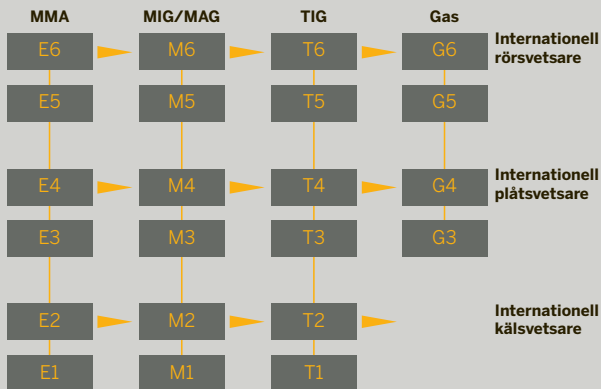 MMA MIG/MAG TIG Gas
E6 M6 T6 G6 Internationell
rörsvetsare
E5 M5 T5 G5
E4 M4 T4 G4 Internationell
plåtsvetsare
E3 M3 T3 G3
E2 M2 T2 Internationell
kälsvetsare
E1 M1 T1